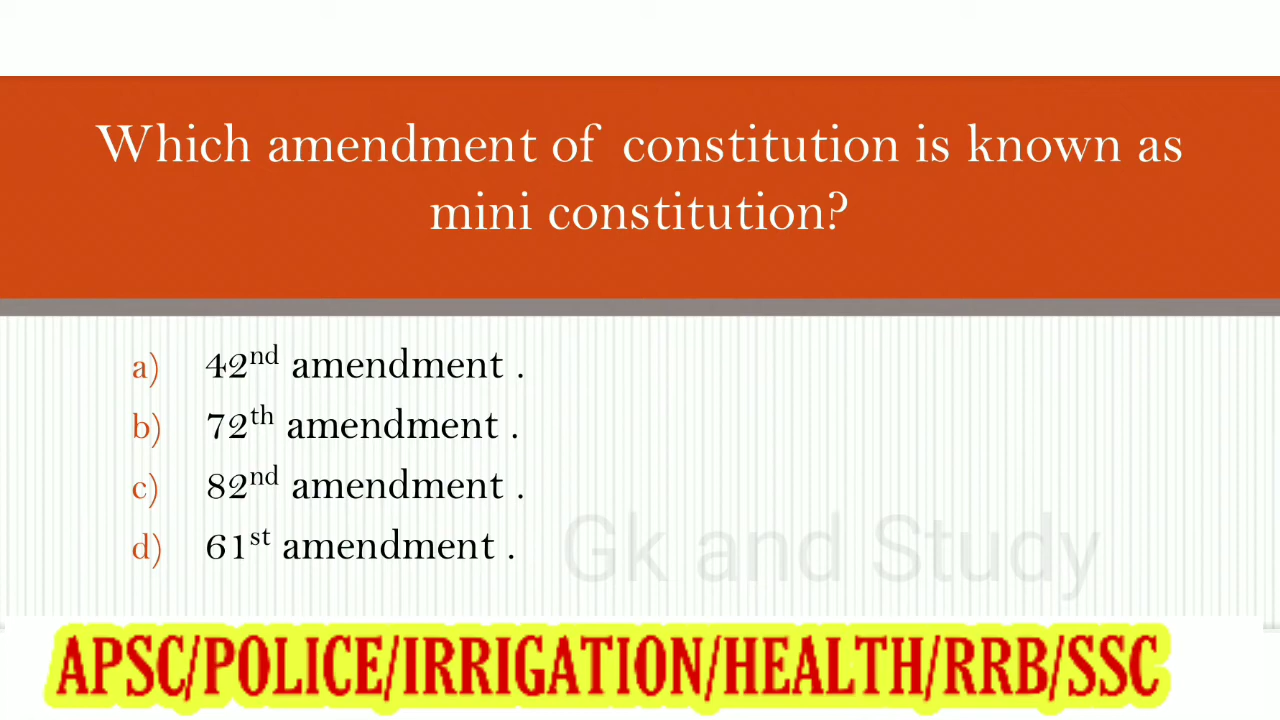 Which amendment of constitution is known as
mini constitution?
a) 42nd amendment .
b) 72th amendment .
c) 82nd amendment .
d) 61st amendment .
Gk and Study
APSC/POLICE/IRRIGATION/HEALTH/RRB/SSC